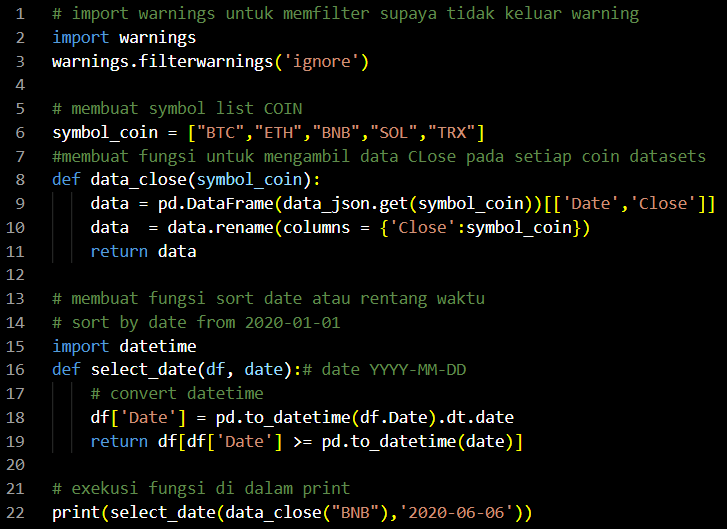 1 # import warnings untuk memfilter supaya tidak keluar warning
2 import warnings
3 warnings.filterwarnings('ignore')
4
5 # membuat symbol list COIN
6 symbol_coin = ["BTC","ETH","BNB","SOL","TRX"]
7 #membuat fungsi untuk mengambil data CLose pada setiap coin datasets
8 def data_close(symbol_coin):
9     data = pd.DataFrame(data_json.get(symbol_coin))[['Date','Close']]
10     data  = data.rename(columns = {'Close':symbol_coin})
11     return data
12
13 # membuat fungsi sort date atau rentang waktu
14 # sort by date from 2020-01-01
15 import datetime
16 def select_date(df, date):# date YYYY-MM-DD
17     # convert datetime
18     df['Date'] = pd.to_datetime(df.Date).dt.date
19     return df[df['Date'] >= pd.to_datetime(date)]
20
21 # exekusi fungsi di dalam print
22 print(select_date(data_close("BNB"),'2020-06-06'))